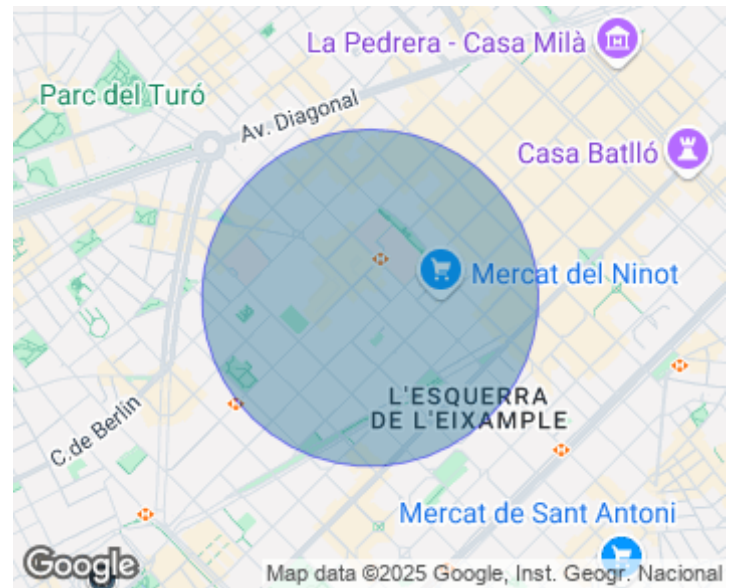 La Pedrera - Casa Milà
Parc del Turó
Av. Diagonal
Casa Batlló
Mercat del Ninot
L'ESQUERRA
DE L'EIXAMPLE
C.de Berlín
Mercat de Sant Antoni
Google
Map data ©2025 Google, Inst. Geogr. Nacional